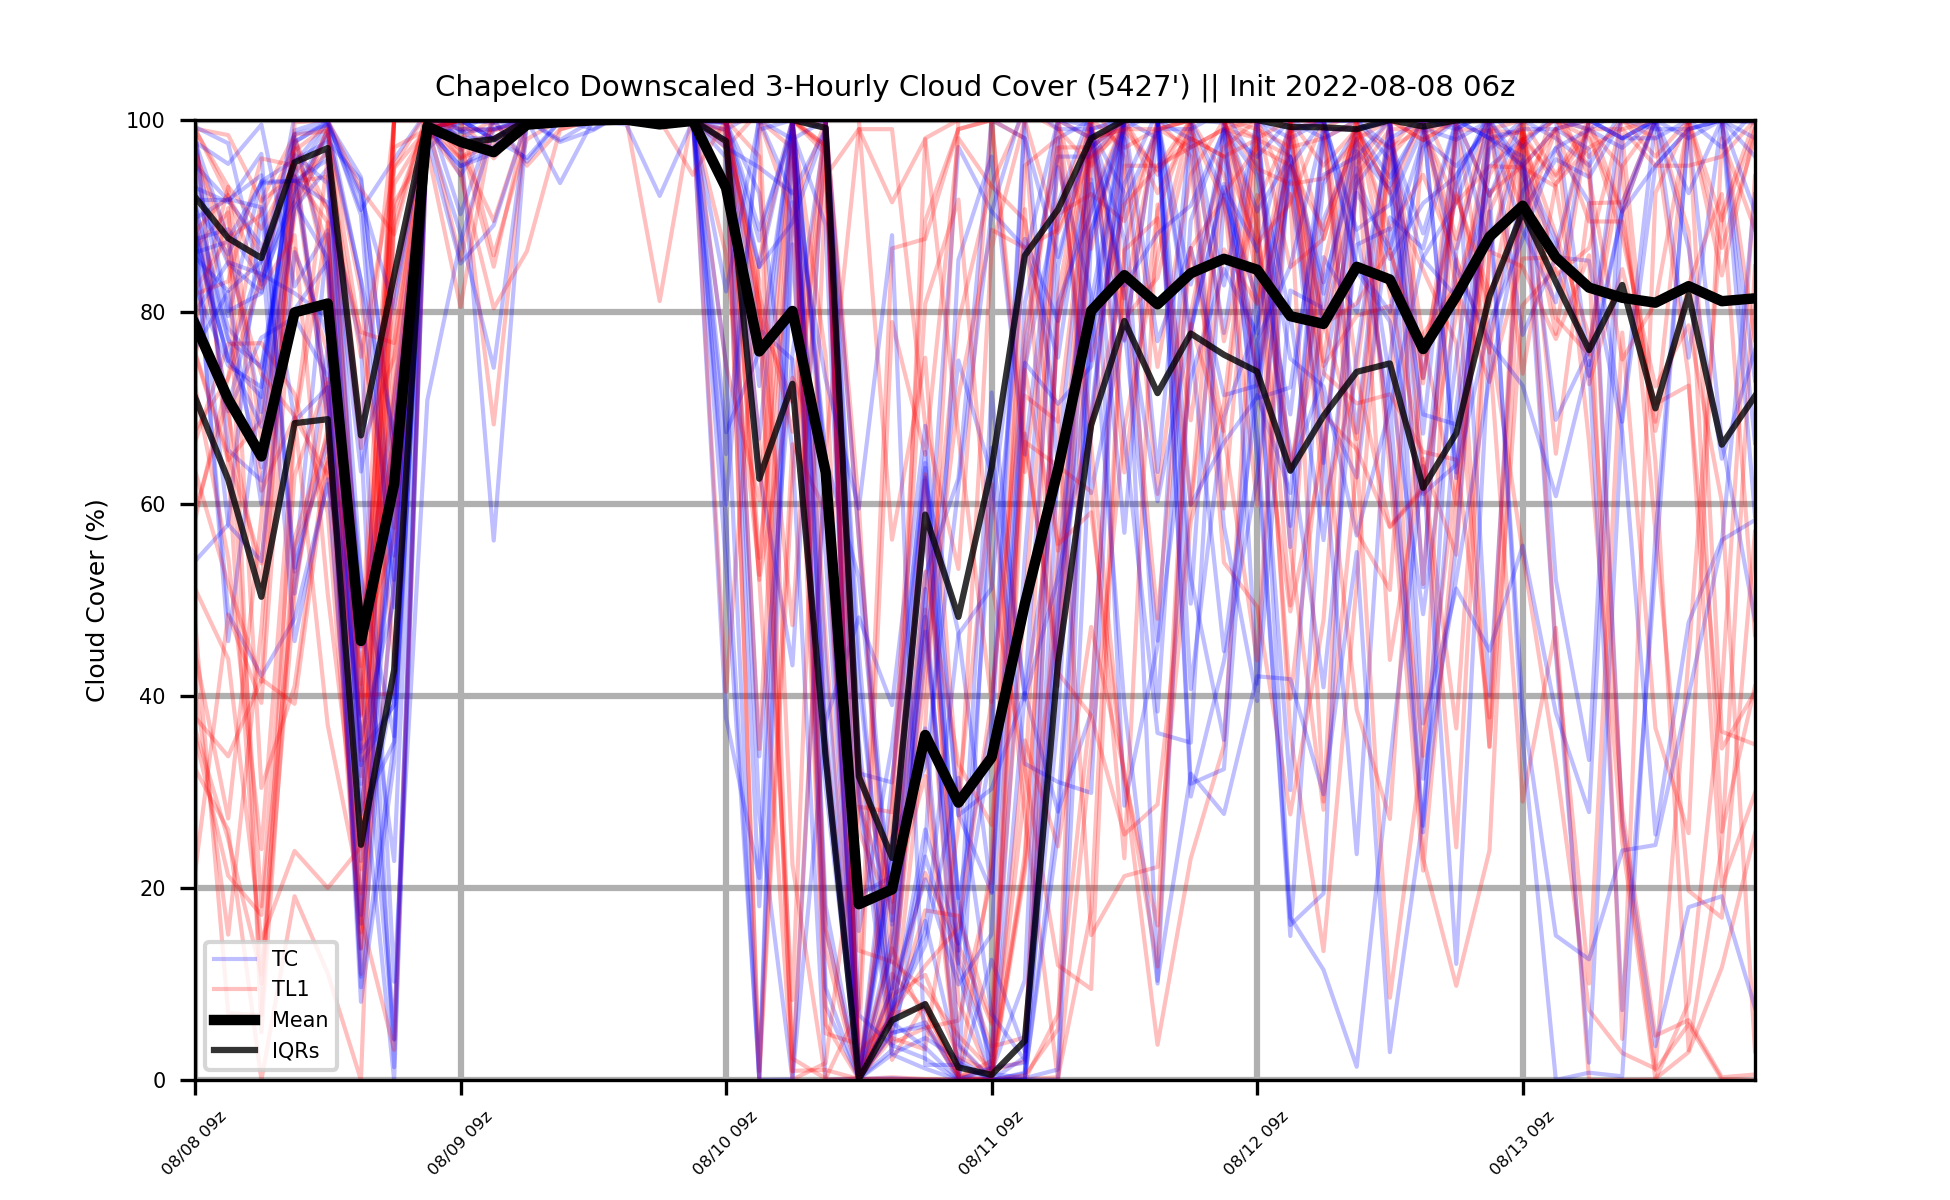 Chapelco Downscaled 3-Hourly Cloud Cover (5427') || Init 2022-08-08 06z
Cloud Cover (%)
100
80
60
40
20
0
TC
TL1
Mean
IQRs
08/08 09z
08/09 09z
08/10 09z
08/11 09z
08/12 09z
08/13 09z